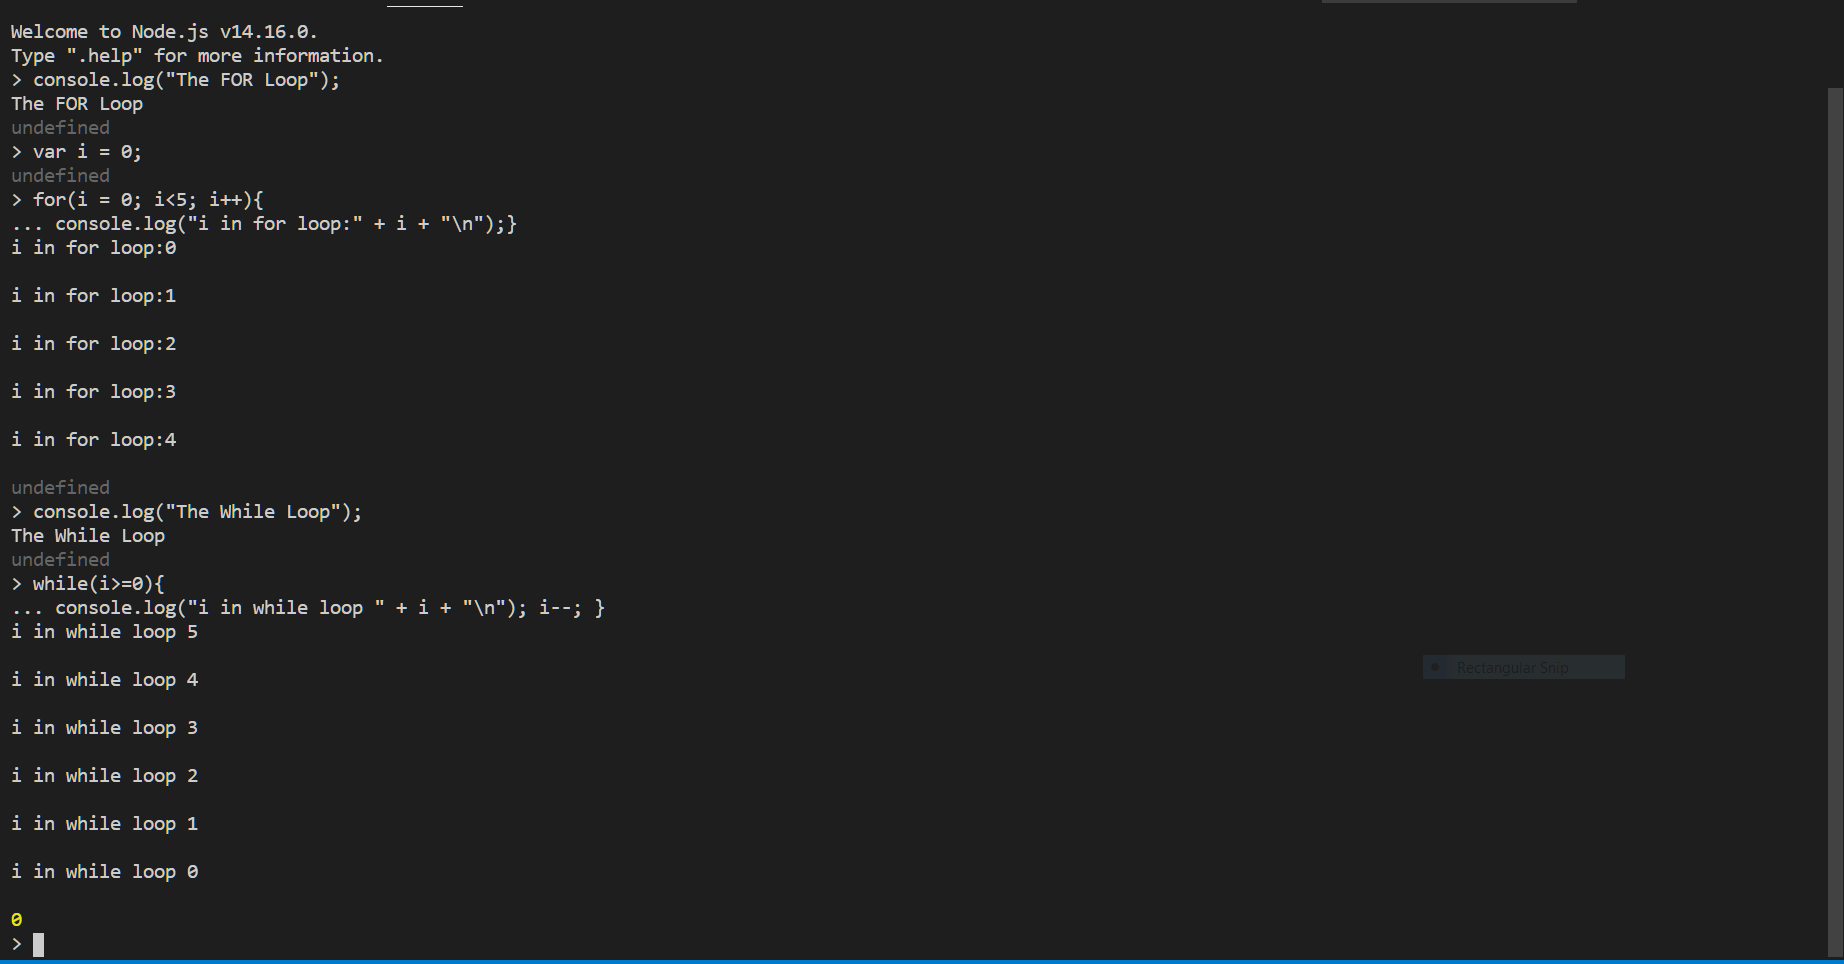 Welcome to Node.js v14.16.0.
Type ".help" for more information.
> console.log("The FOR Loop");
The FOR Loop
undefined
> var i = 0;
undefined
> for(i = 0; i<5; i++){
... console.log("i in for loop:" + i + "\n");}
i in for loop:0
i in for loop:1
i in for loop:2
i in for loop:3
i in for loop:4
undefined
> console.log("The While Loop");
The While Loop
undefined
> while(i>=0){
... console.log("i in while loop " + i + "\n"); i--; }
i in while loop 5
Rectangular Snip
i in while loop 4
i in while loop 3
i in while loop 2
i in while loop 1
i in while loop 0
0
>